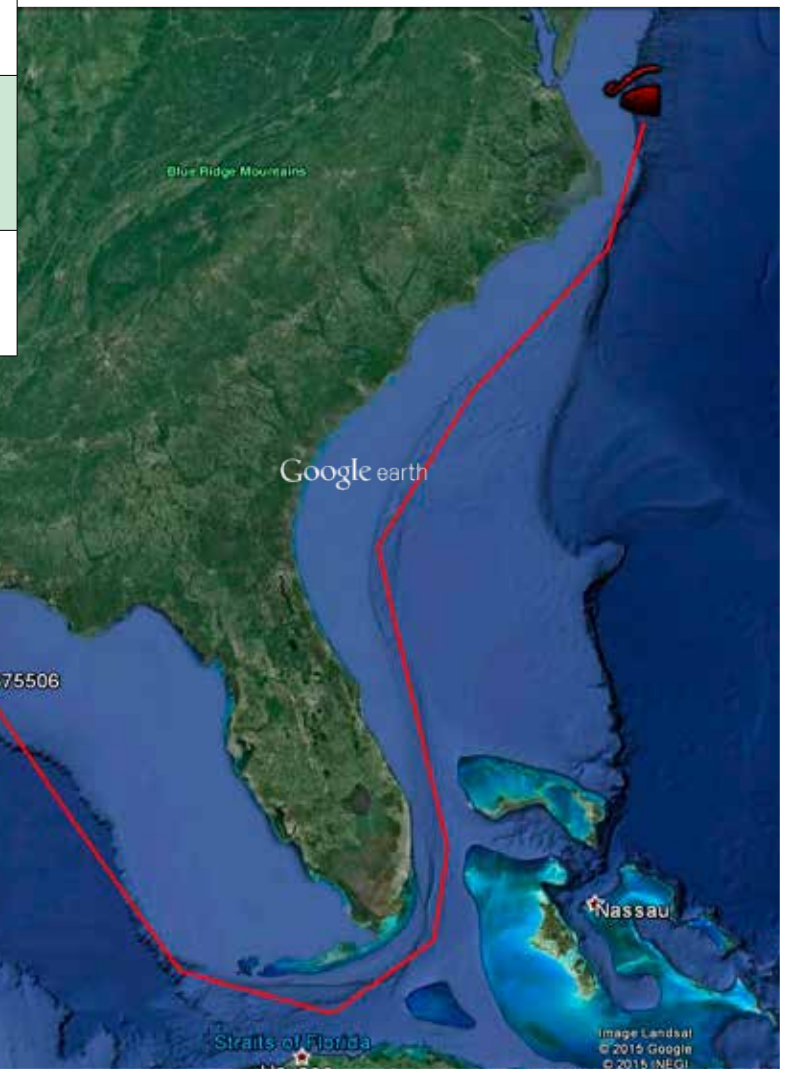 Blue Ridge Mountains
Google earth
75506
Nassau
Straits of Florida
Image Landsat
© 2015 Google
© 2015 INEGI